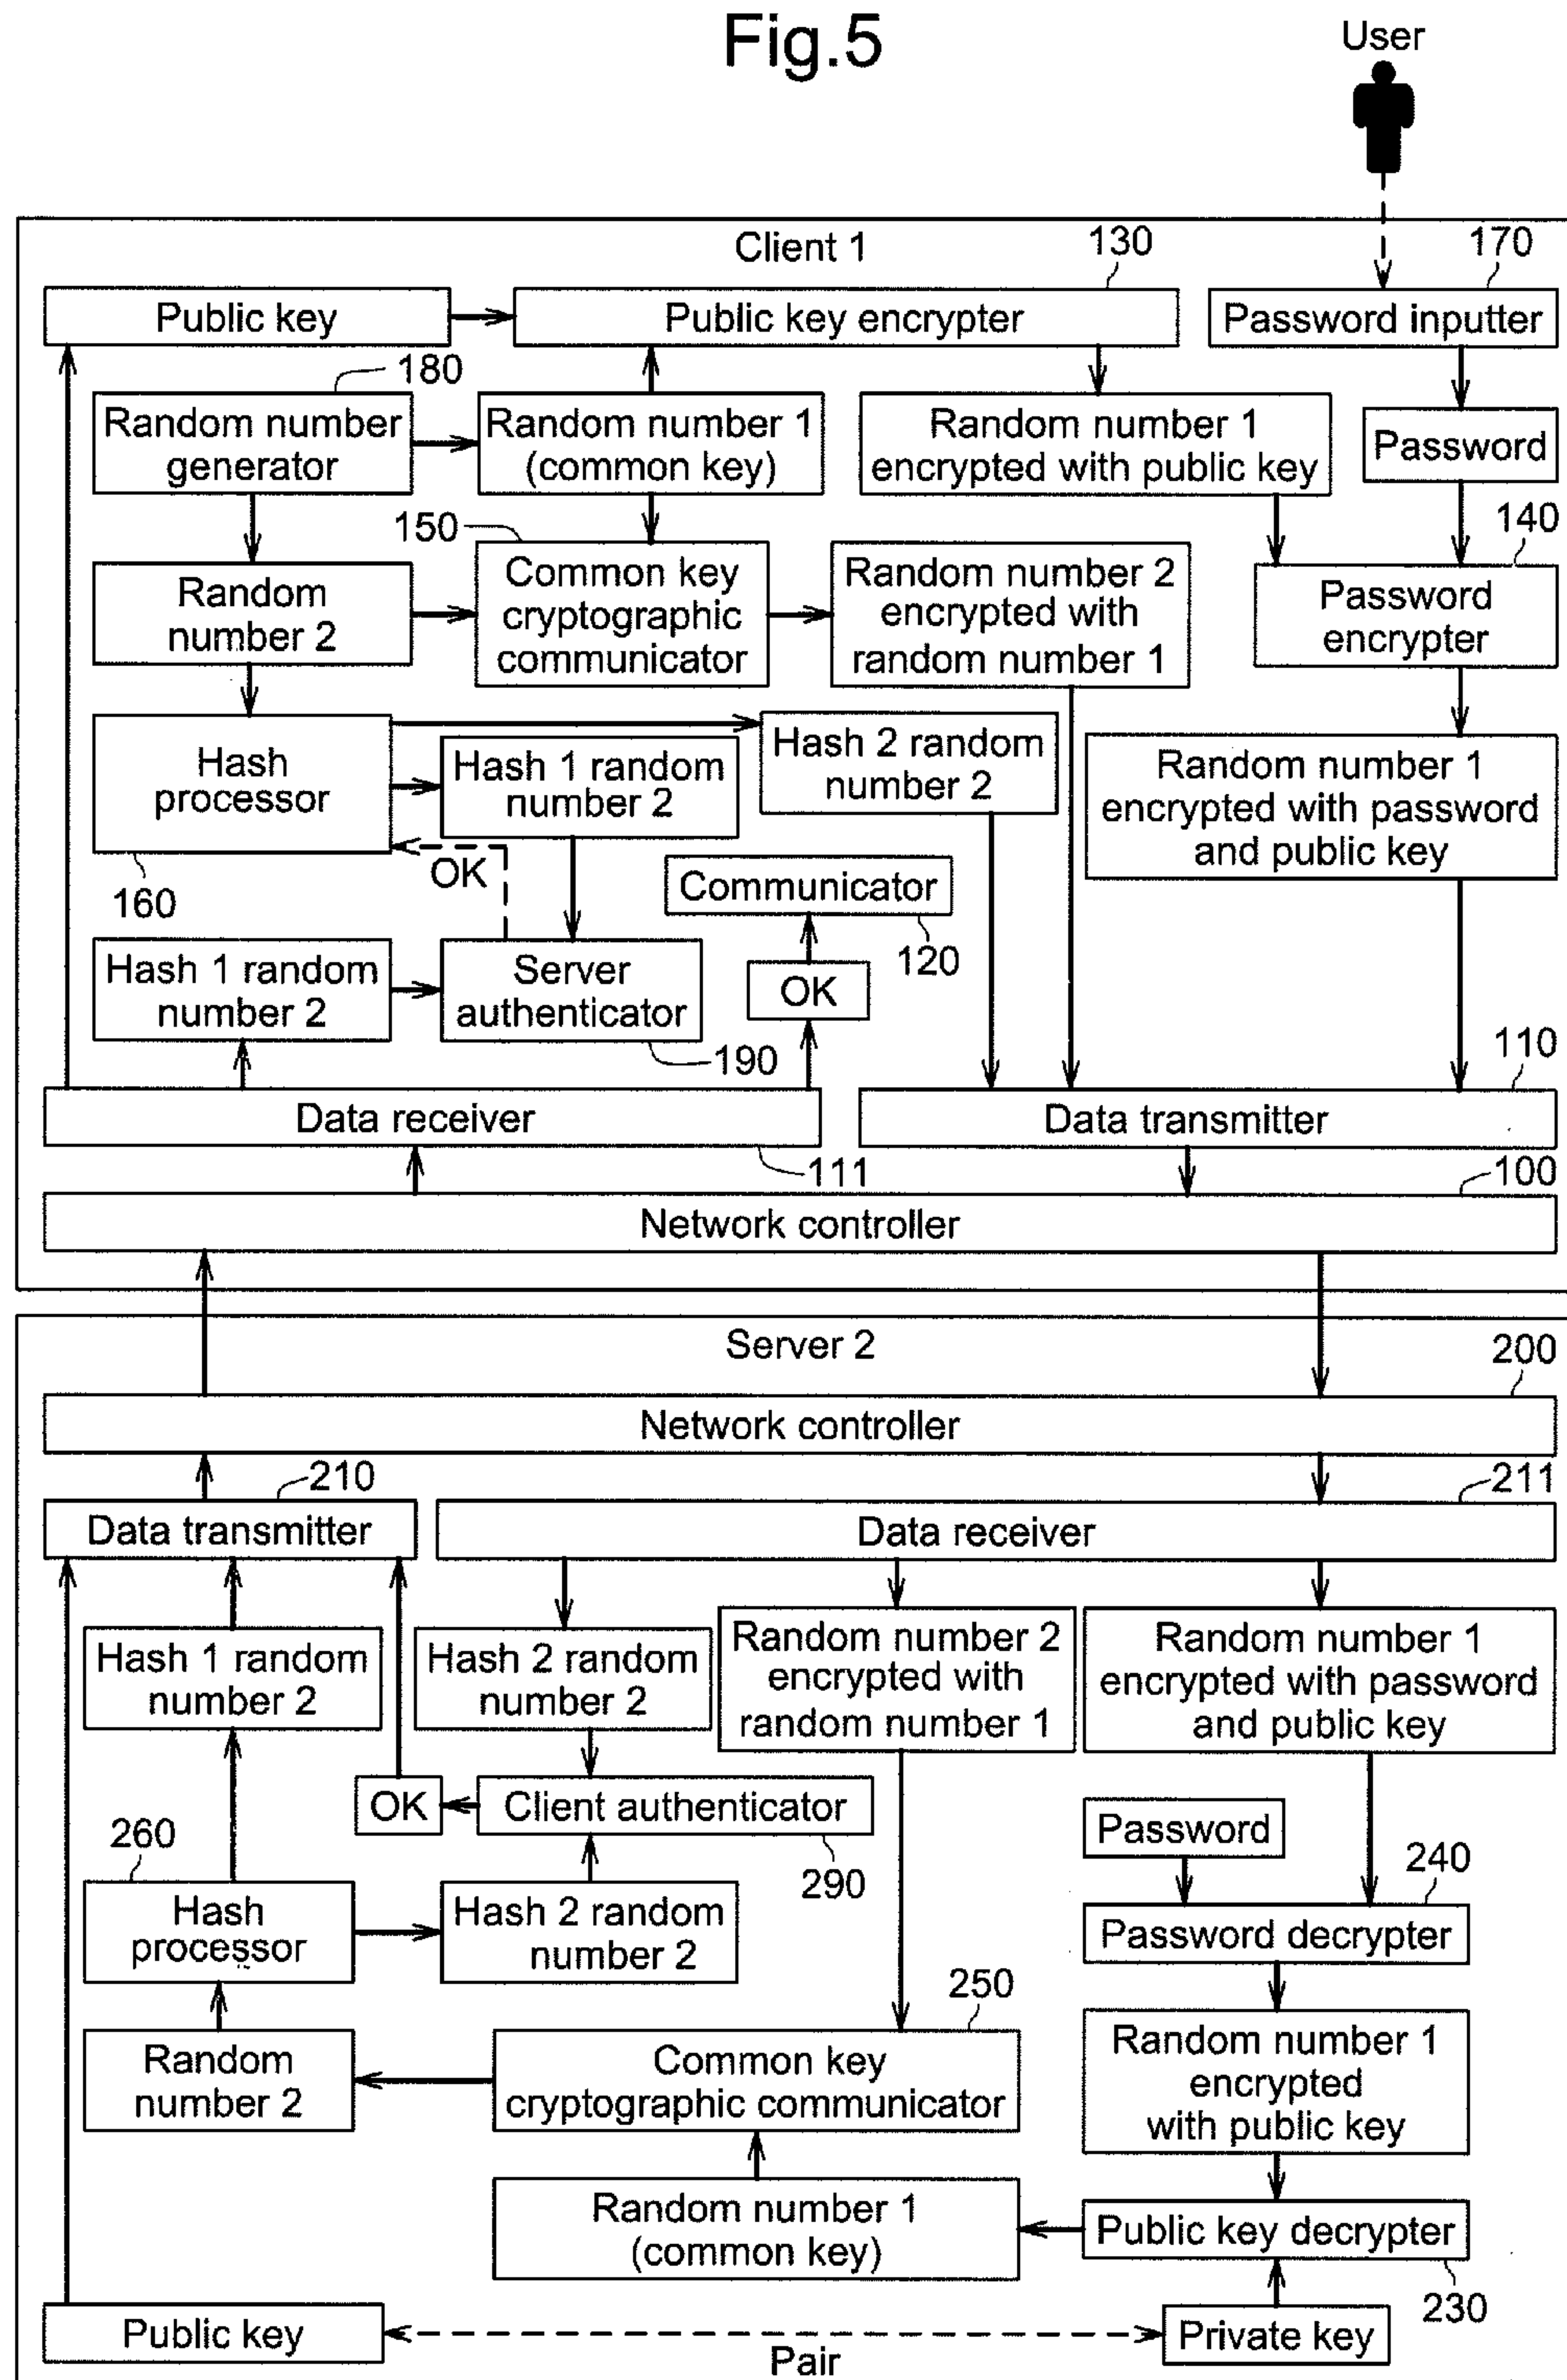 Fig.5
User
Client 1
130
170
Public key
Public key encrypter
Password inputter
180
Random number
generator
Random number 1
(common key)
Random number 1
encrypted with public key
Password
150
140
Random
number 2
Common key
cryptographic
communicator
Random number 2
encrypted with
random number 1
Password
encrypter
Hash
processor
Hash 1 random
number 2
Hash 2 random
number 2
Random number 1
encrypted with password
and public key
OK
160
Communicator
120
Hash 1 random
number 2
Server
authenticator
OK
190
110
Data receiver
Data transmitter
111
100
Network controller
Server 2
200
Network controller
210
211
Data transmitter
Data receiver
Hash 1 random
number 2
Hash 2 random
number 2
Random number 2
encrypted with
random number 1
Random number 1
encrypted with password
and public key
OK
Client authenticator
Password
260
290
240
Hash
processor
Hash 2 random
number 2
Password decrypter
250
Random
number 2
Common key
cryptographic communicator
Random number 1
encrypted
with public key
Random number 1
(common key)
Public key decrypter
230
Public key
Pair
Private key